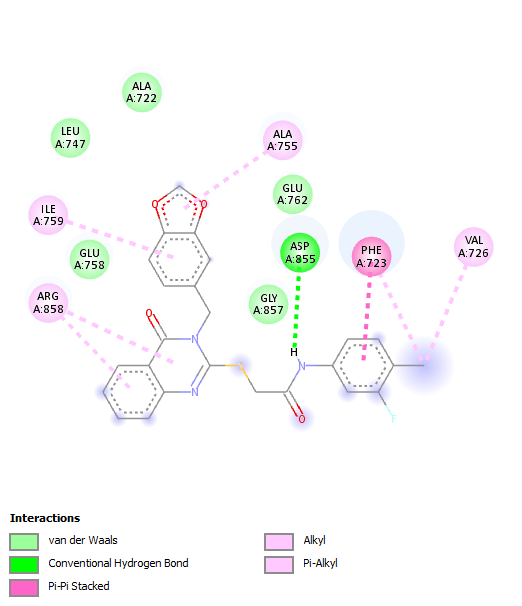 ALA
A:722
LEU
A:747
ALA
A:755
GLU
A:762
ILE
A:759
ASP
A:855
PHE
A:723
VAL
A:726
GLU
A:758
ARG
A:858
GLY
A:857
O
O
O
N
H
N
N
S
O
F
Interactions
van der Waals
Conventional Hydrogen Bond
Pi-Pi Stacked
Alkyl
Pi-Alkyl